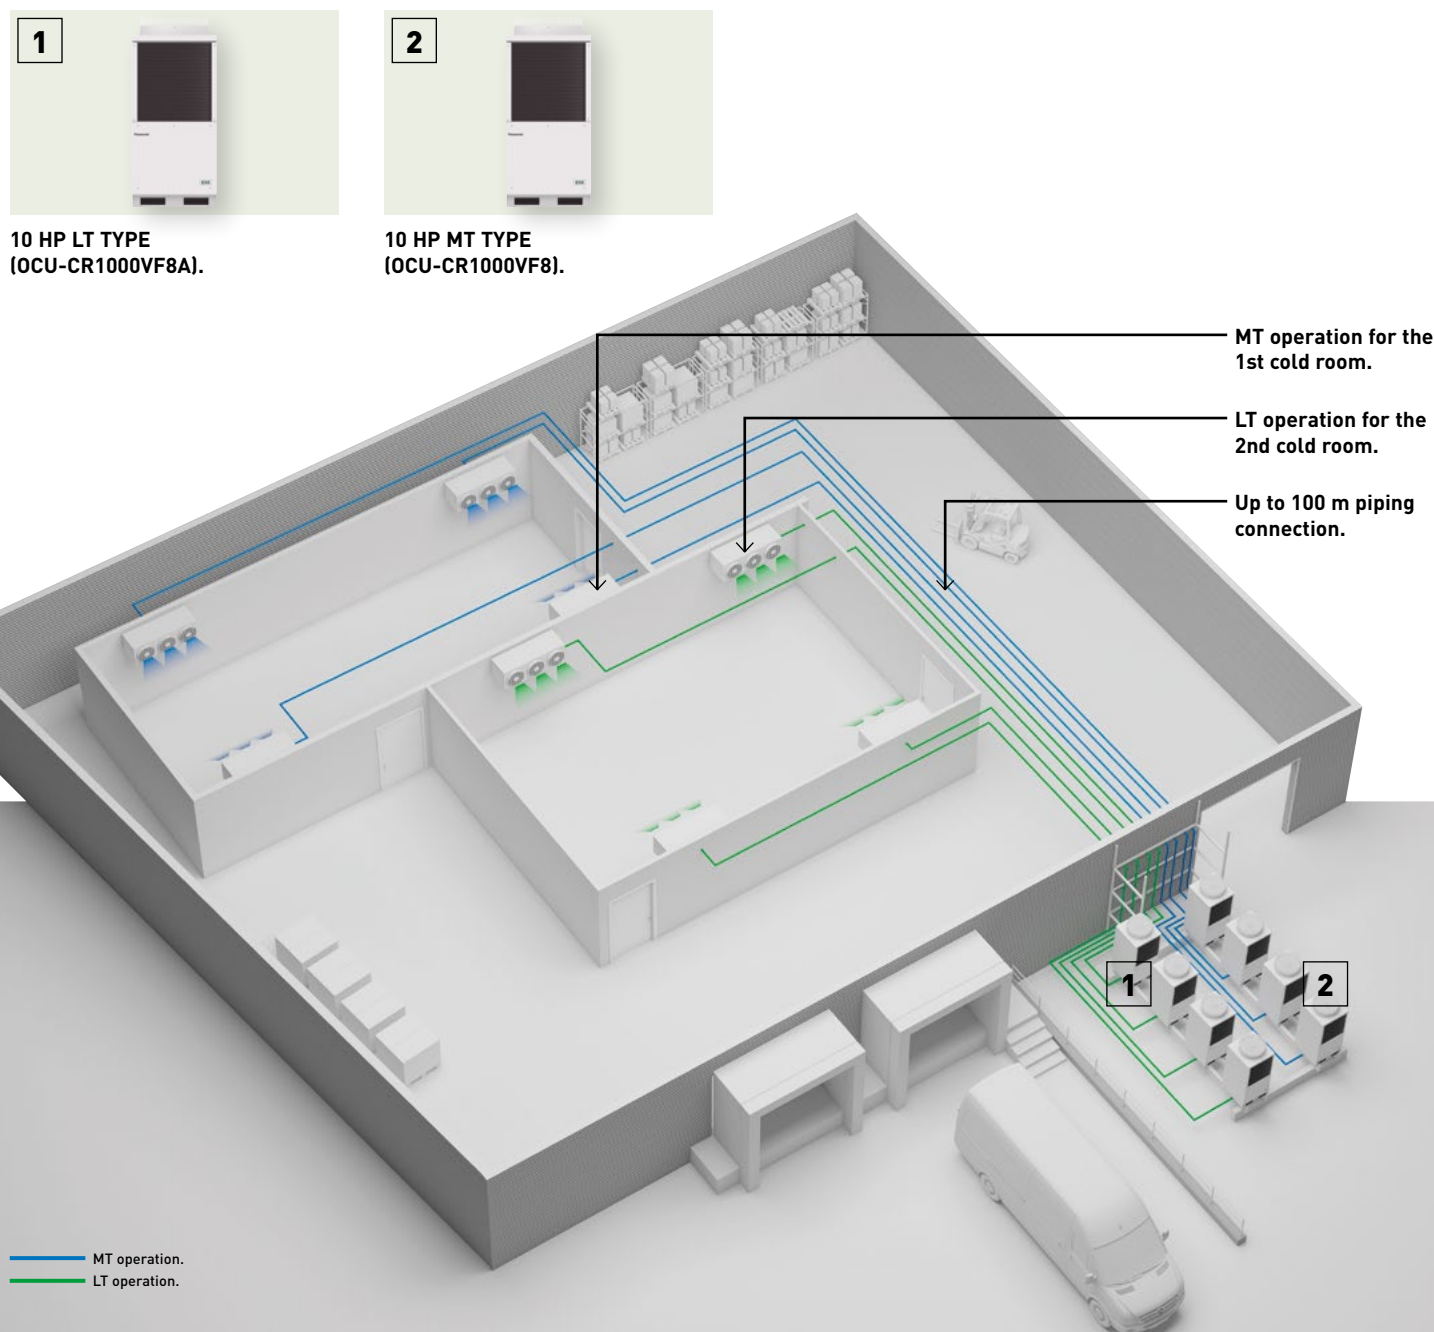 1
2
10 HP LT TYPE
(OCU-CR1000VF8A).
10 HP MT TYPE
(OCU-CR1000VF8).
MT operation for the
1st cold room.
LT operation for the
2nd cold room.
Up to 100 m piping
connection.
1
2
MT operation.
LT operation.